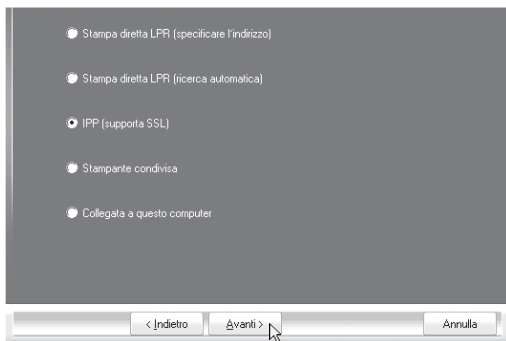 Stampa diretta LPR (specificare l'indirizzo)
Stampa diretta LPR (ricerca automatica)
IPP (supporta SSL)
Stampante condivisa
Collegata a questo computer
< Indietro Avanti > Annulla